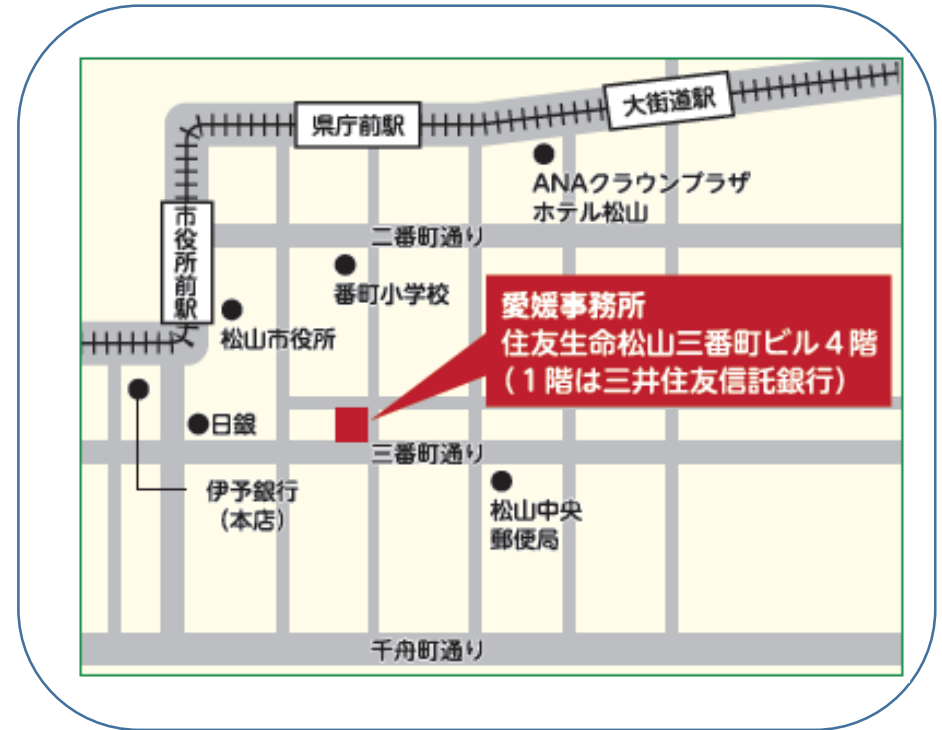 県庁前駅
大街道駅
ANAクラウンプラザ
ホテル松山
市役所前駅
二番町通り
番町小学校
松山市役所
愛媛事務所
住友生命松山三番町ビル４階
（１階は三井住友信託銀行）
日銀
三番町通り
伊予銀行
（本店）
松山中央
郵便局
千舟町通り